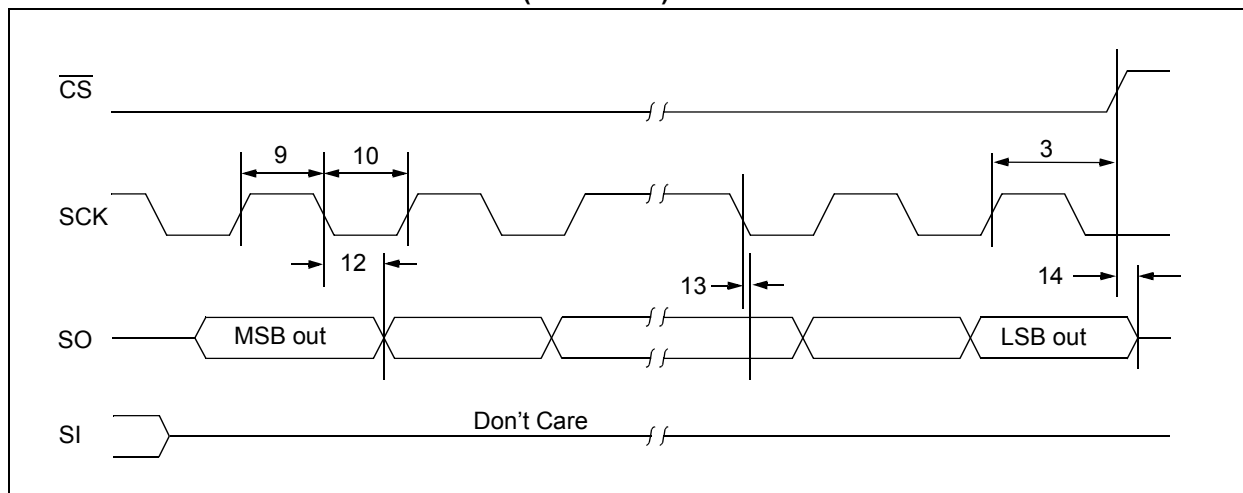 CS
9
10
3
SCK
12
13
14
SO
MSB out
LSB out
SI
Don't Care